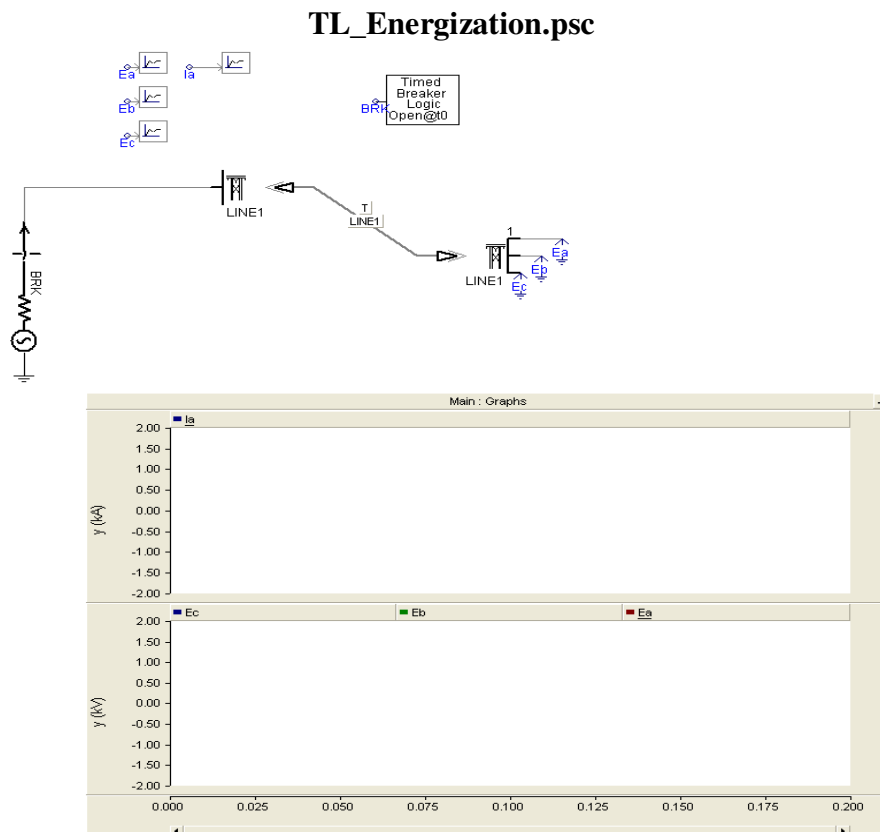 TL_Energization.psc
Ea
Ia
Eb
Ec
BRK
Timed
Breaker
Logic
Open@t0
LINE1
T
LINE1
1
LINE1
Ea
Eb
Ec
BRK
Main : Graphs
Ia
2.00
1.50
1.00
0.50
0.00
-0.50
-1.00
-1.50
-2.00
y (kA)
Ec Eb Ea
2.00
1.50
1.00
0.50
0.00
-0.50
-1.00
-1.50
-2.00
y (kV)
0.000 0.025 0.050 0.075 0.100 0.125 0.150 0.175 0.200